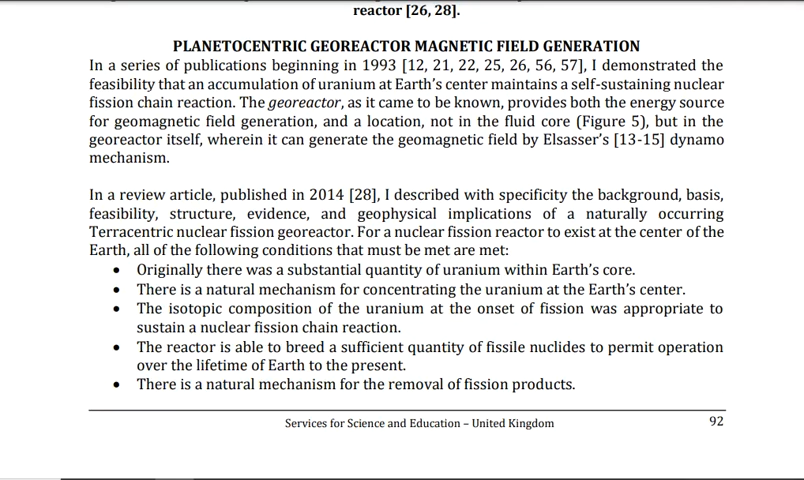 reactor [26, 28].
PLANETOCENTRIC GEOREACTOR MAGNETIC FIELD GENERATION
In a series of publications beginning in 1993 [12, 21, 22, 25, 26, 56, 57], I demonstrated the
feasibility that an accumulation of uranium at Earth's center maintains a self-sustaining nuclear
fission chain reaction. The georeactor, as it came to be known, provides both the energy source
for geomagnetic field generation, and a location, not in the fluid core (Figure 5), but in the
georeactor itself, wherein it can generate the geomagnetic field by Elsasser's [13-15] dynamo
mechanism.
In a review article, published in 2014 [28], I described with specificity the background, basis,
feasibility, structure, evidence, and geophysical implications of a naturally occurring
Terracentric nuclear fission georeactor. For a nuclear fission reactor to exist at the center of the
Earth, all of the following conditions that must be met are met:
• Originally there was a substantial quantity of uranium within Earth's core.
• There is a natural mechanism for concentrating the uranium at the Earth's center.
• The isotopic composition of the uranium at the onset of fission was appropriate to
sustain a nuclear fission chain reaction.
• The reactor is able to breed a sufficient quantity of fissile nuclides to permit operation
over the lifetime of Earth to the present.
• There is a natural mechanism for the removal of fission products.
Services for Science and Education – United Kingdom
92